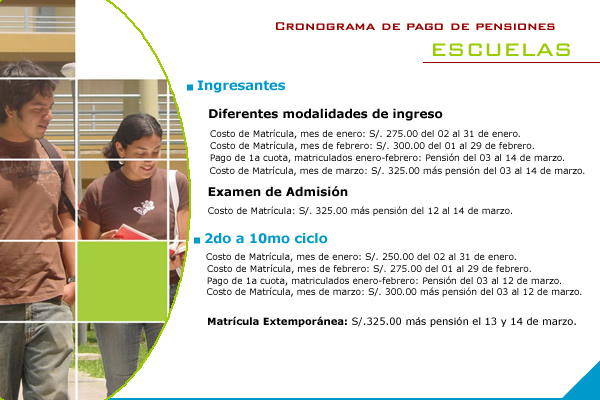 Cronograma de pago de pensiones
ESCUELAS
Ingresantes
Diferentes modalidades de ingreso
Costo de Matrícula, mes de enero: S/. 275.00 del 02 al 31 de enero.
Costo de Matrícula, mes de febrero: S/. 300.00 del 01 al 29 de febrero.
Pago de 1a cuota, matriculados enero-febrero: Pensión del 03 al 14 de marzo.
Costo de Matrícula, mes de marzo: S/. 325.00 más pensión del 03 al 14 de marzo.
Examen de Admisión
Costo de Matrícula: S/. 325.00 más pensión del 12 al 14 de marzo.
2do a 10mo ciclo
Costo de Matrícula, mes de enero: S/. 250.00 del 02 al 31 de enero.
Costo de Matrícula, mes de febrero: S/. 275.00 del 01 al 29 de febrero.
Pago de 1a cuota, matriculados enero-febrero: Pensión del 03 al 12 de marzo.
Costo de Matrícula, mes de marzo: S/. 300.00 más pensión del 03 al 12 de marzo.
Matrícula Extemporánea: S/.325.00 más pensión el 13 y 14 de marzo.